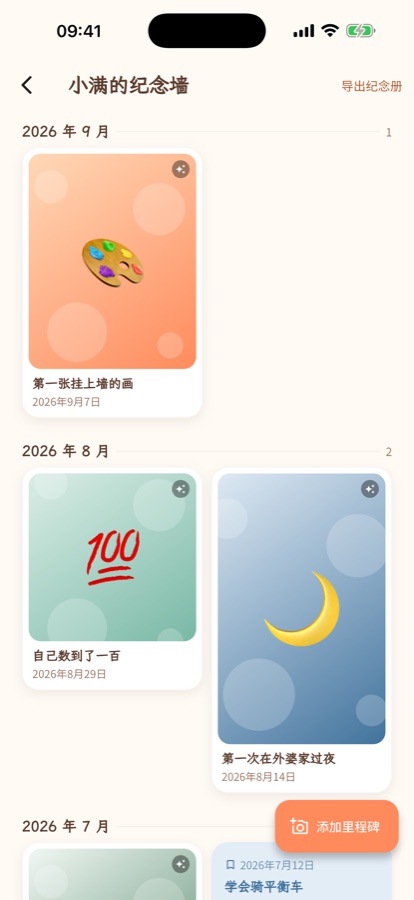 09:41
小满的纪念墙
导出纪念册
2026 年 9 月
1
第一张挂上墙的画
2026年9月7日
2026 年 8 月
2
💯
自己数到了一百
2026年8月29日
第一次在外婆家过夜
2026年8月14日
2026 年 7 月
添加里程碑
2026年7月12日
学会骑平衡车